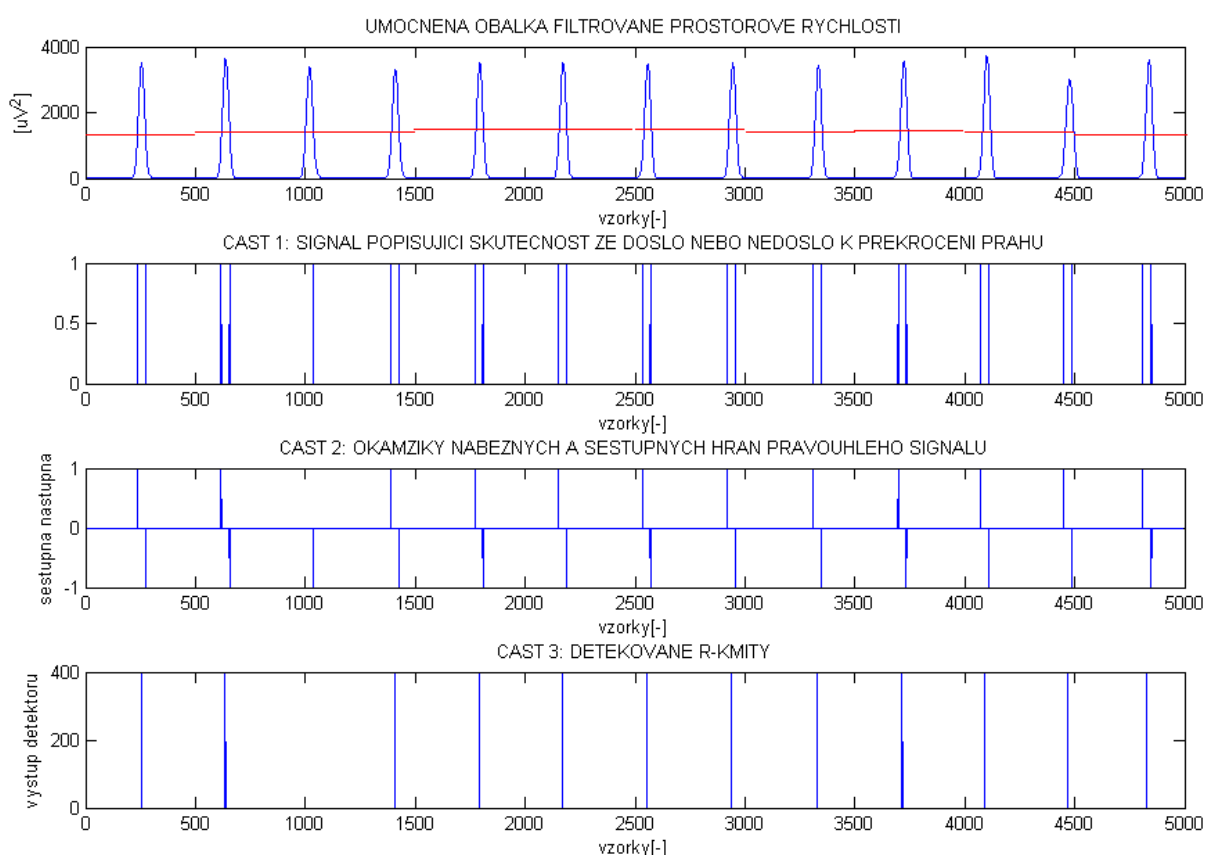 UMOCNENA OBALKA FILTROVANE PROSTOROVE RYCHLOSTI
4000
2000
0
[uV2]
0 500 1000 1500 2000 2500 3000 3500 4000 4500 5000
vzorky[-]
CAST 1: SIGNAL POPISUJICI SKUTECNOST ZE DOSLO NEBO NEDOSLO K PREKROCENI PRAHU
1
0.5
0
0 500 1000 1500 2000 2500 3000 3500 4000 4500 5000
vzorky[-]
CAST 2: OKAMZIKY NABEZNYCH A SESTUPNYCH HRAN PRAVOUHLEHO SIGNALU
1
0
-1
sestupna nastupna
0 500 1000 1500 2000 2500 3000 3500 4000 4500 5000
vzorky[-]
CAST 3: DETEKOVANE R-KMITY
400
200
0
vystup detektoru
0 500 1000 1500 2000 2500 3000 3500 4000 4500 5000
vzorky[-]